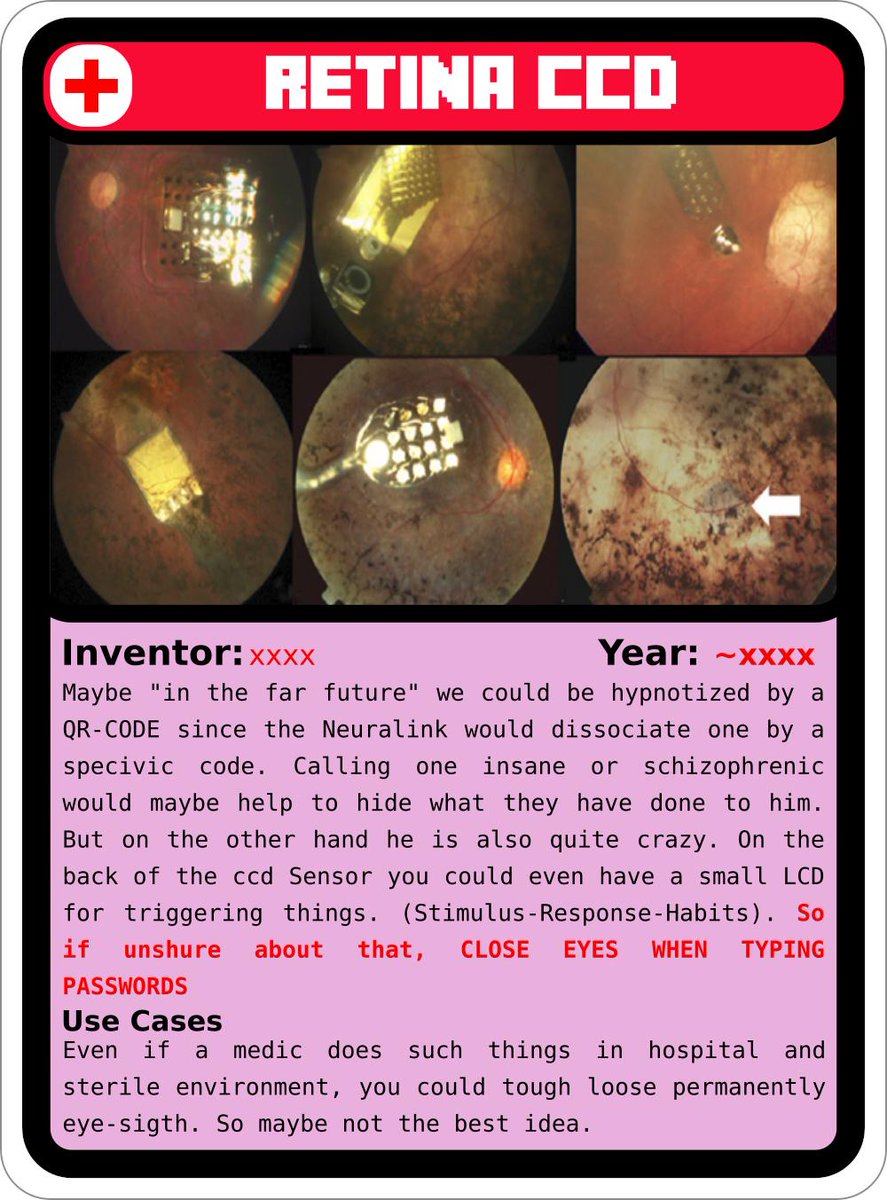 RETINA CCD
Inventor: xxxx
Year: ~xxxx
Maybe "in the far future" we could be hypnotized by a
QR-CODE since the Neuralink would dissociate one by a
specivic code. Calling one insane or schizophrenic
would maybe help to hide what they have done to him.
But on the other hand he is also quite crazy. On the
back of the ccd Sensor you could even have a small LCD
for triggering things. (Stimulus-Response-Habits). So
if unshure about that, CLOSE EYES WHEN TYPING
PASSWORDS
Use Cases
Even if a medic does such things in hospital and
sterile environment, you could tough loose permanently
eye-sigth. So maybe not the best idea.